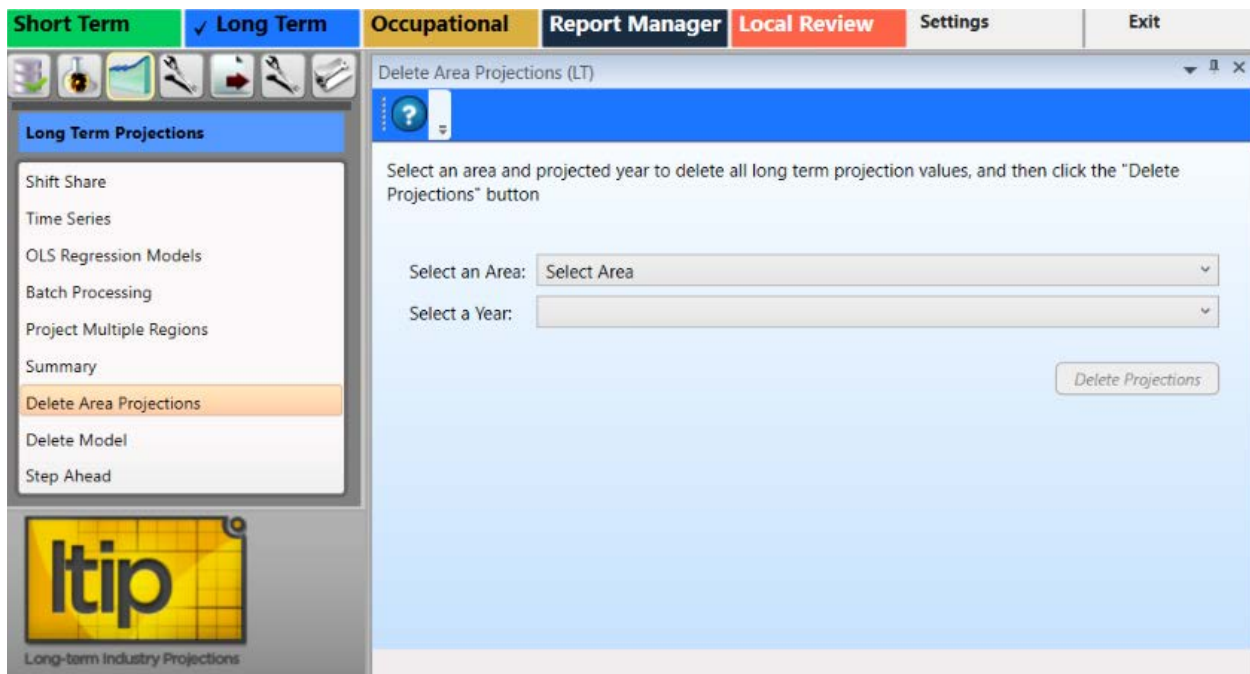 Short Term
✓ Long Term
Occupational
Report Manager
Local Review
Settings
Exit
Delete Area Projections (LT)
?
Long Term Projections
Shift Share
Time Series
OLS Regression Models
Batch Processing
Project Multiple Regions
Summary
Delete Area Projections
Delete Model
Step Ahead
ltip
Long-term Industry Projections
Select an area and projected year to delete all long term projection values, and then click the "Delete
Projections" button
Select an Area: Select Area
Select a Year:
Delete Projections